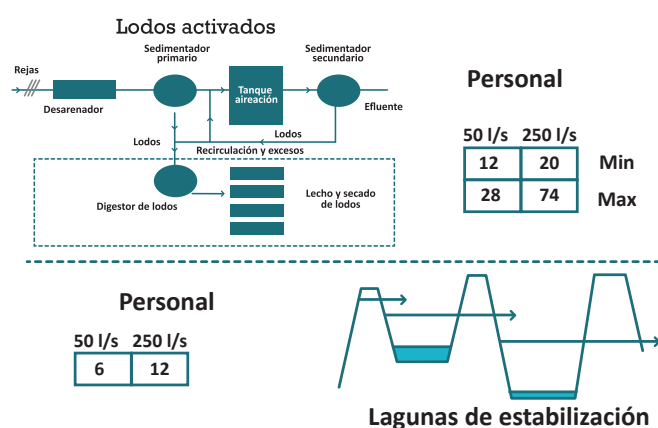 Lodos activados
Sedimentador
primario
Sedimentador
secundario
Rejas
Tanque
aireación
Desarenador
Efluente
Lodos
Lodos
Recirculación y excesos
Digestor de lodos
Lecho y secado
de lodos
Personal
50 l/s 250 l/s
12 20 Min
28 74 Max
Personal
50 l/s 250 l/s
6 12
Lagunas de estabilización